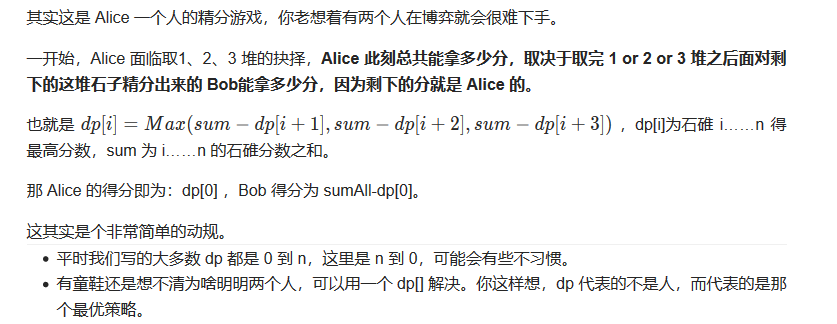 其实这是 Alice 一个人的精分游戏，你老想着有两个人在博弈就会很难下手。
一开始，Alice 面临取1、2、3 堆的抉择，Alice 此刻总共能拿多少分，取决于取完 1 or 2 or 3 堆之后面对剩
下的这堆石子精分出来的 Bob能拿多少分，因为剩下的分就是 Alice 的。
也就是 dp[i] = Max(sum − dp[i + 1], sum − dp[i + 2], sum − dp[i + 3]) ，dp[i]为石碓 i……n 得
最高分数，sum 为 i……n 的石碓分数之和。
那 Alice 的得分即为：dp[0] ，Bob 得分为 sumAll-dp[0]。
这其实是个非常简单的动规。
• 平时我们写的大多数 dp 都是 0 到 n，这里是 n 到 0，可能会有些不习惯。
• 有童鞋还是想不清为啥明明两个人，可以用一个 dp[] 解决。你这样想，dp 代表的不是人，而代表的是那
个最优策略。